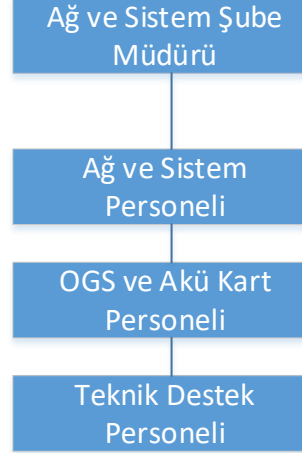 Ağ ve Sistem Şube
Müdürü
Ağ ve Sistem
Personeli
OGS ve Akü Kart
Personeli
Teknik Destek
Personeli